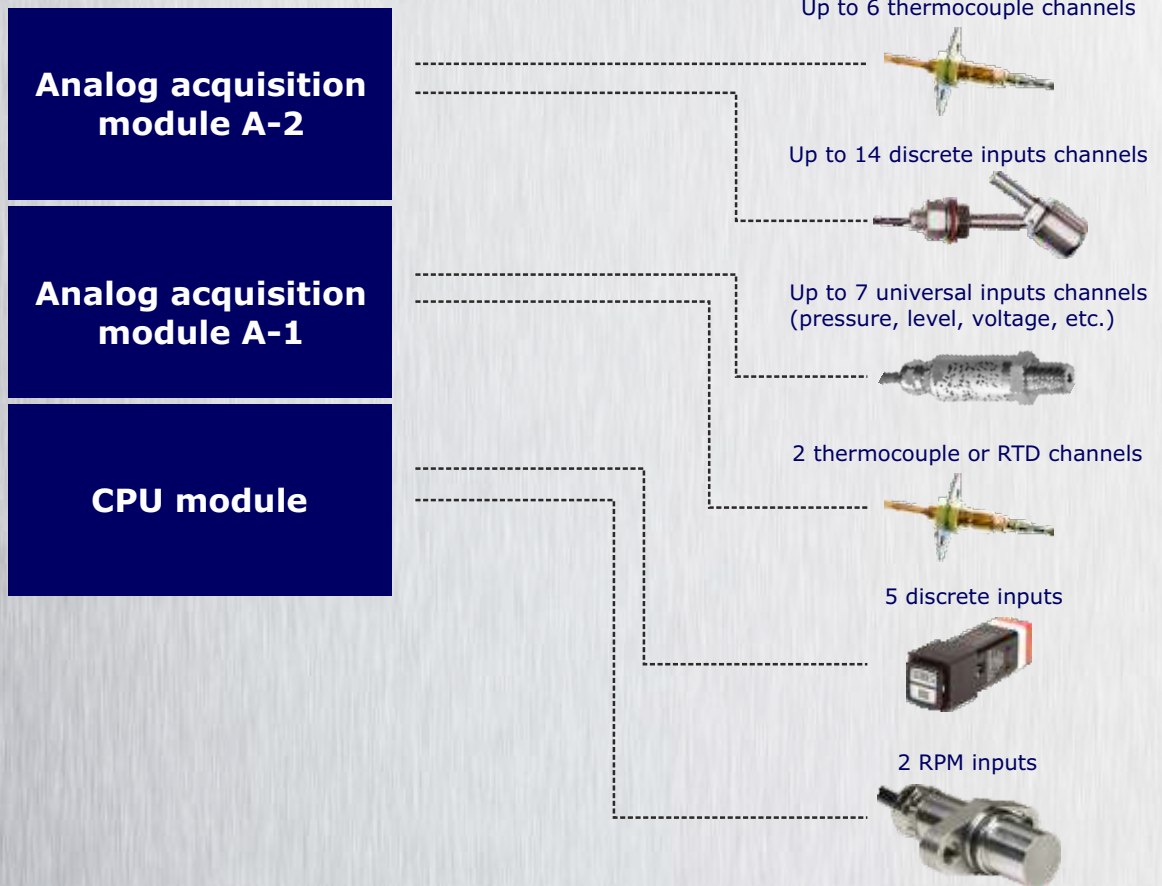 Up to 6 thermocouple channels
Analog acquisition
module A-2
Up to 14 discrete inputs channels
Analog acquisition
module A-1
Up to 7 universal inputs channels
(pressure, level, voltage, etc.)
2 thermocouple or RTD channels
CPU module
5 discrete inputs
2 RPM inputs